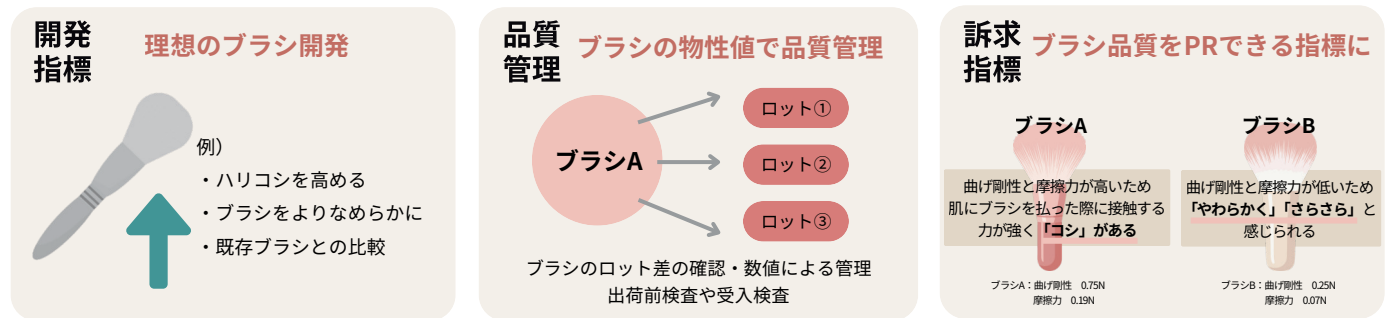 開発
指標
理想のブラシ開発
例）
・ハリコシを高める
・ブラシをよりなめらかに
・既存ブラシとの比較
品質
管理
ブラシの物性値で品質管理
ブラシA
ロット①
ロット②
ロット③
ブラシのロット差の確認・数値による管理
出荷前検査や受入検査
訴求
指標
ブラシ品質をPRできる指標に
ブラシA
曲げ剛性と摩擦力が高いため
肌にブラシを払った際に接触する
力が強く「コシ」がある
ブラシA：曲げ剛性　0.75N
摩擦力　0.19N
ブラシB
曲げ剛性と摩擦力が低いため
「やわらかく」「さらさら」と
感じられる
ブラシB：曲げ剛性　0.25N
摩擦力　0.07N